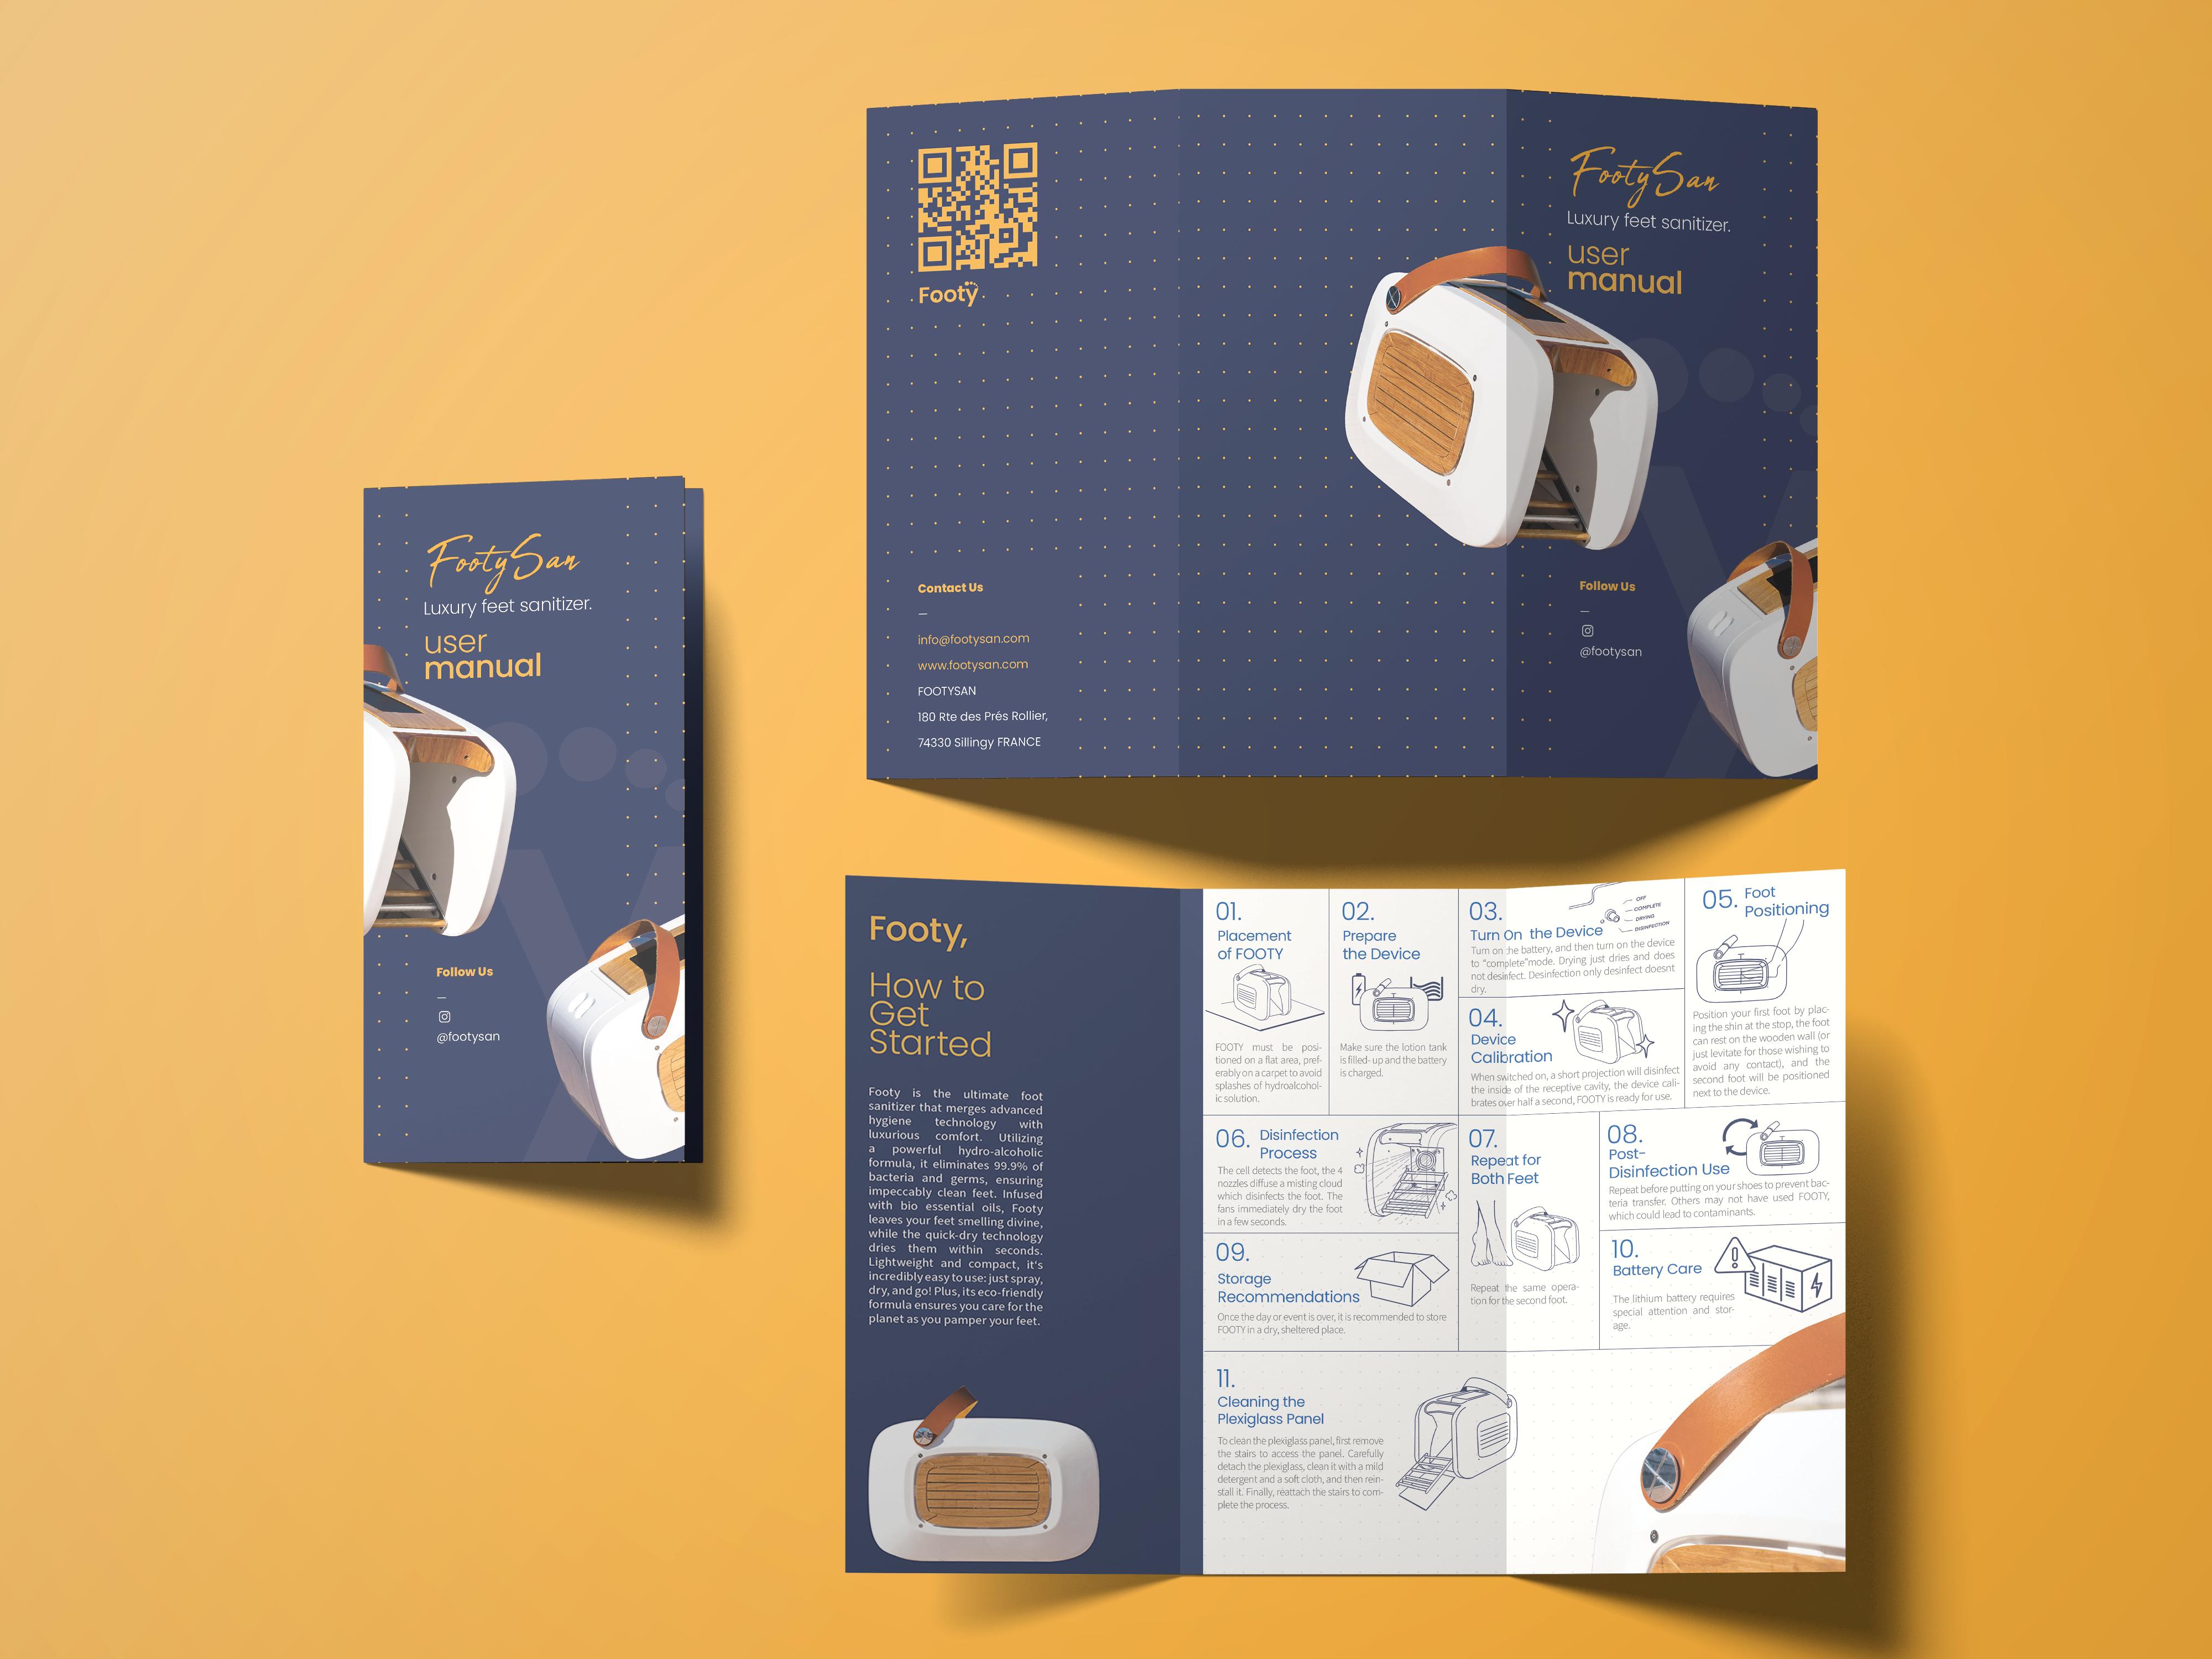 FootySan
Luxury feet sanitizer.
user
manual
Follow Us
@footysan
Footy
Contact Us
info@footysan.com
www.footysan.com
FOOTYSAN
180 Rte des Prés Rollier,
74330 Sillingy FRANCE
FootySan
Luxury feet sanitizer.
user
manual
Follow Us
@footysan
Footy,
How to
Get
Started
Footy is the ultimate foot
sanitizer that merges advanced
hygiene technology with
luxurious comfort. Utilizing
a powerful hydro-alcoholic
formula, it eliminates 99.9% of
bacteria and germs, ensuring
impeccably clean feet. Infused
with bio essential oils, Footy
leaves your feet smelling divine,
while the quick-dry technology
dries them within seconds.
Lightweight and compact, it's
incredibly easy to use: just spray,
dry, and go! Plus, its eco-friendly
formula ensures you care for the
planet as you pamper your feet.
01.
Placement
of FOOTY
FOOTY must be posi-
tioned on a flat area, pref-
erably on a carpet to avoid
splashes of hydroalcohol-
ic solution.
02.
Prepare
the Device
Make sure the lotion tank
is filled- up and the battery
is charged.
03.
OFF
COMPLETE
DRYING
DISINFECTION
Turn On the Device
Turn on the battery, and then turn on the device
to “complete”mode. Drying just dries and does
not desinfect. Desinfection only desinfect doesnt
dry.
04.
Device
Calibration
When switched on, a short projection will disinfect
the inside of the receptive cavity, the device cali-
brates over half a second, FOOTY is ready for use.
05. Foot
Positioning
Position your first foot by plac-
ing the shin at the stop, the foot
can rest on the wooden wall (or
just levitate for those wishing to
avoid any contact), and the
second foot will be positioned
next to the device.
06. Disinfection
Process
The cell detects the foot, the 4
nozzles diffuse a misting cloud
which disinfects the foot. The
fans immediately dry the foot
in a few seconds.
07.
Repeat for
Both Feet
Repeat the same opera-
tion for the second foot.
08.
Post-
Disinfection Use
Repeat before putting on your shoes to prevent bac-
teria transfer. Others may not have used FOOTY,
which could lead to contaminants.
09.
Storage
Recommendations
Once the day or event is over, it is recommended to store
FOOTY in a dry, sheltered place.
10.
Battery Care
The lithium battery requires
special attention and stor-
age.
11.
Cleaning the
Plexiglass Panel
To clean the plexiglass panel, first remove
the stairs to access the panel. Carefully
detach the plexiglass, clean it with a mild
detergent and a soft cloth, and then rein-
stall it. Finally, reattach the stairs to com-
plete the process.